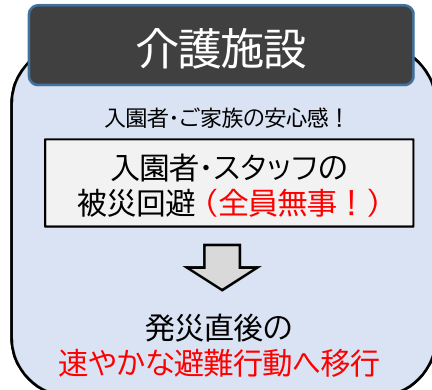 介護施設
入園者・ご家族の安心感！
入園者・スタッフの
被災回避（全員無事！）
発災直後の
速やかな避難行動へ移行